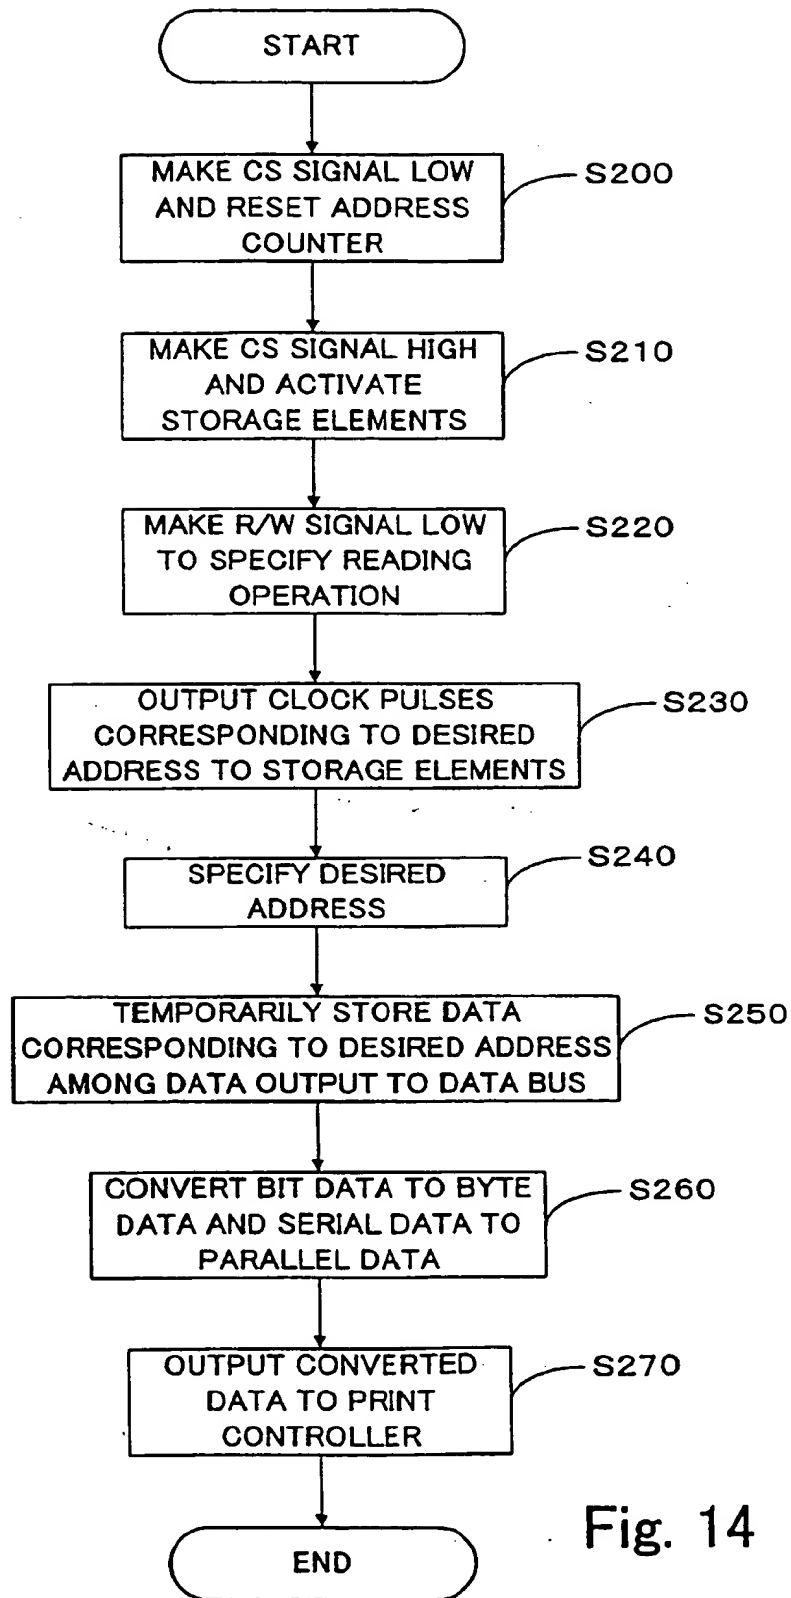 START
MAKE CS SIGNAL LOW
AND RESET ADDRESS
COUNTER
S200
MAKE CS SIGNAL HIGH
AND ACTIVATE
STORAGE ELEMENTS
S210
MAKE R/W SIGNAL LOW
TO SPECIFY READING
OPERATION
S220
OUTPUT CLOCK PULSES
CORRESPONDING TO DESIRED
ADDRESS TO STORAGE ELEMENTS
S230
SPECIFY DESIRED
ADDRESS
S240
TEMPORARILY STORE DATA
CORRESPONDING TO DESIRED ADDRESS
AMONG DATA OUTPUT TO DATA BUS
S250
CONVERT BIT DATA TO BYTE
DATA AND SERIAL DATA TO
PARALLEL DATA
S260
OUTPUT CONVERTED
DATA TO PRINT
CONTROLLER
S270
END
Fig. 14